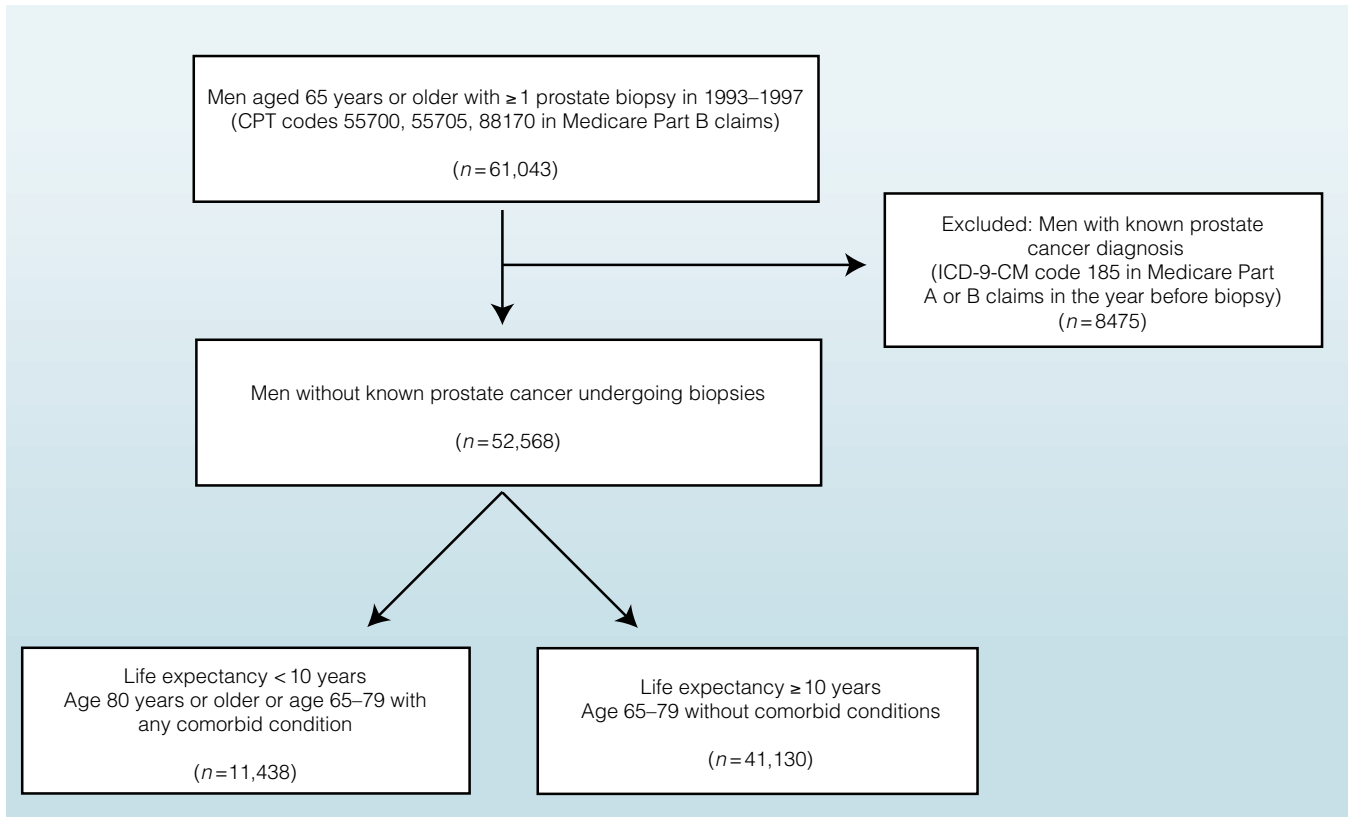 Men aged 65 years or older with ≥ 1 prostate biopsy in 1993–1997
(CPT codes 55700, 55705, 88170 in Medicare Part B claims)
(n = 61,043)
Excluded: Men with known prostate
cancer diagnosis
(ICD-9-CM code 185 in Medicare Part
A or B claims in the year before biopsy)
(n = 8475)
Men without known prostate cancer undergoing biopsies
(n = 52,568)
Life expectancy < 10 years
Age 80 years or older or age 65–79 with
any comorbid condition
(n = 11,438)
Life expectancy ≥ 10 years
Age 65–79 without comorbid conditions
(n = 41,130)